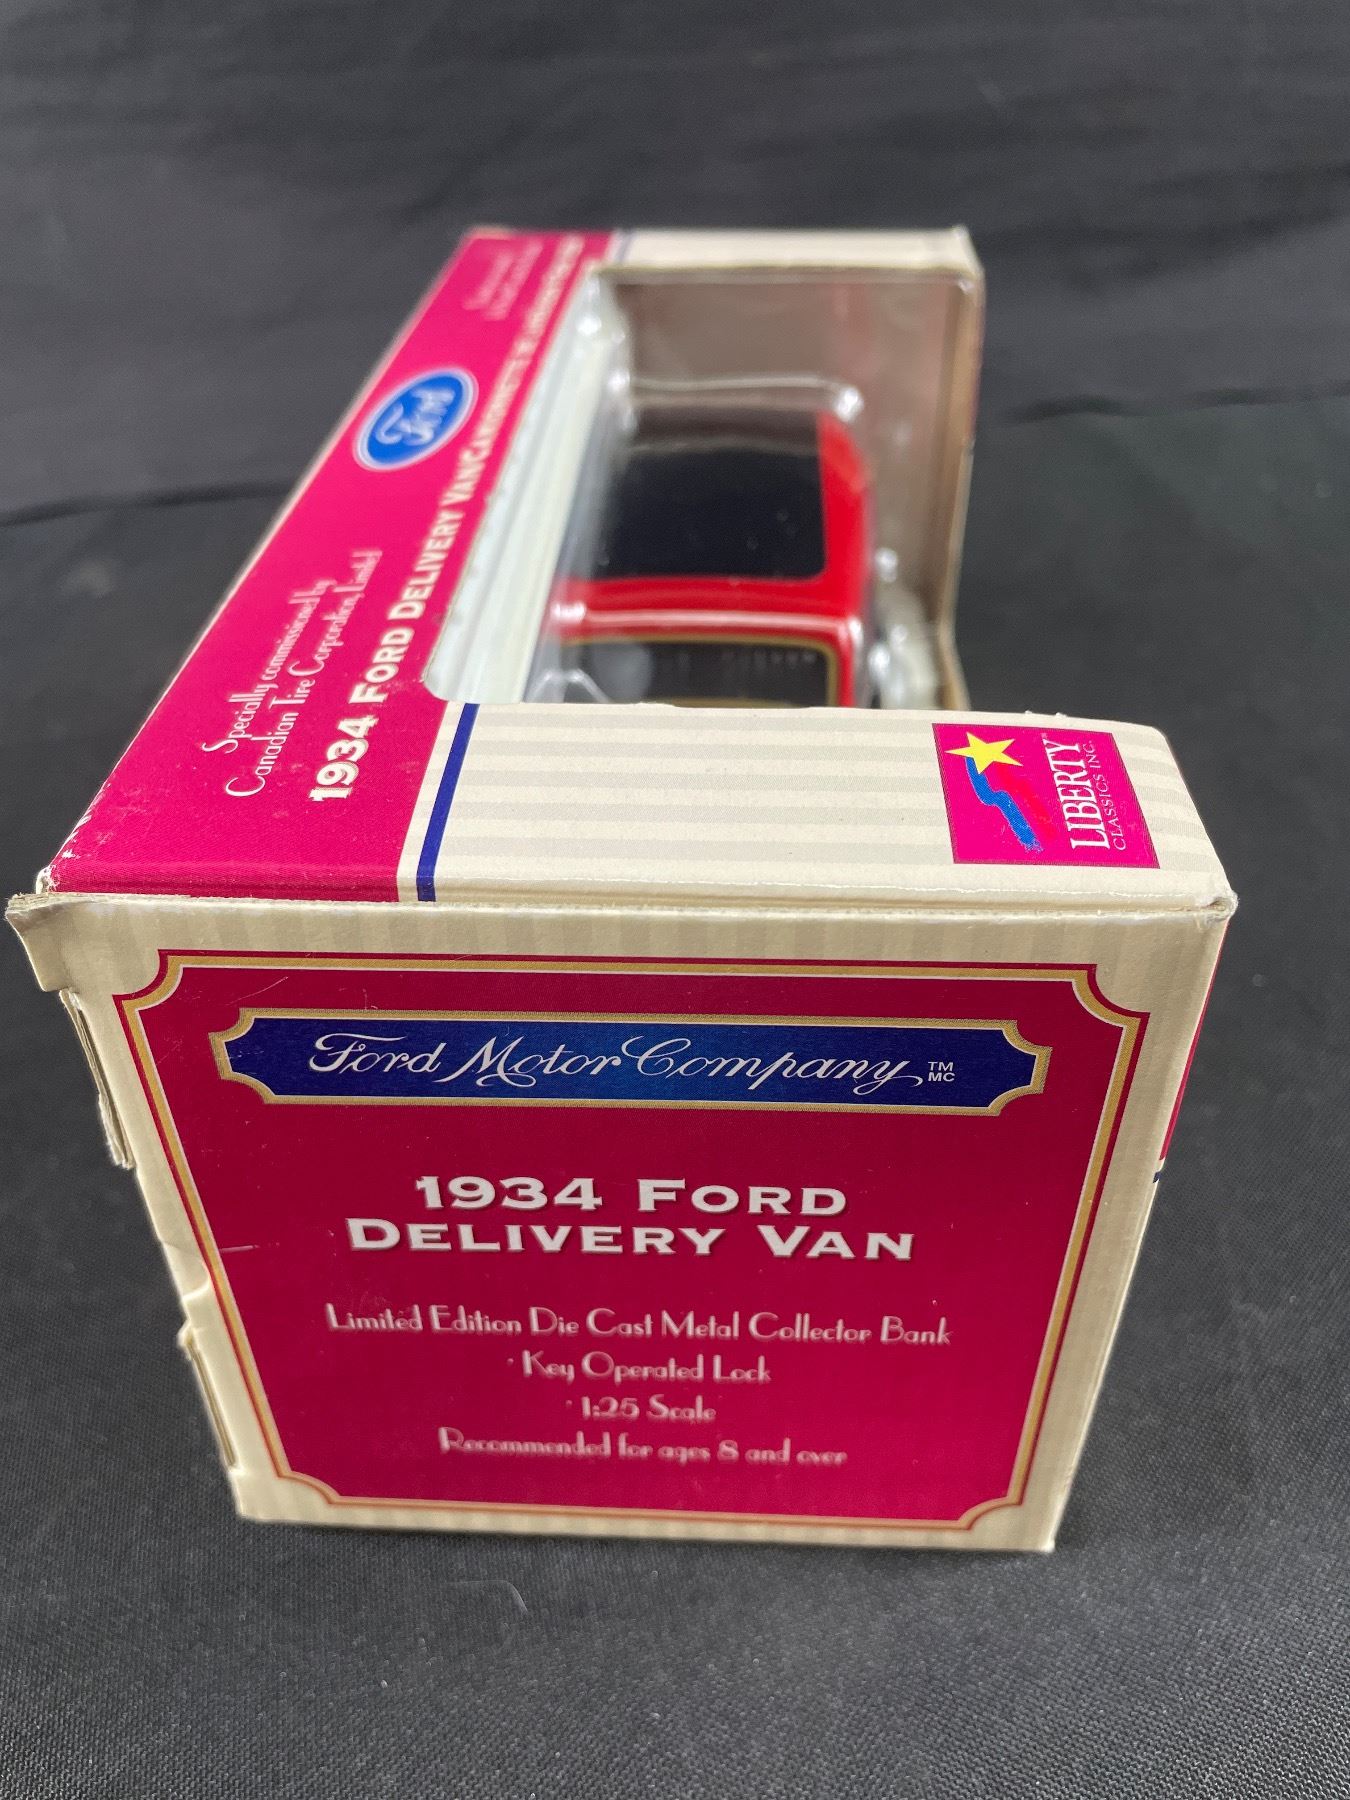 Ford
Specially commissioned by
Canadian Tire Corporation, Limited
1934 FORD DELIVERY VAN
LIBERTY
CLASSICS INC.
Ford Motor Company TM
MC
1934 FORD
DELIVERY VAN
Limited Edition Die Cast Metal Collector Bank
· Key Operated Lock
· 1:25 Scale
Recommended for ages 8 and over